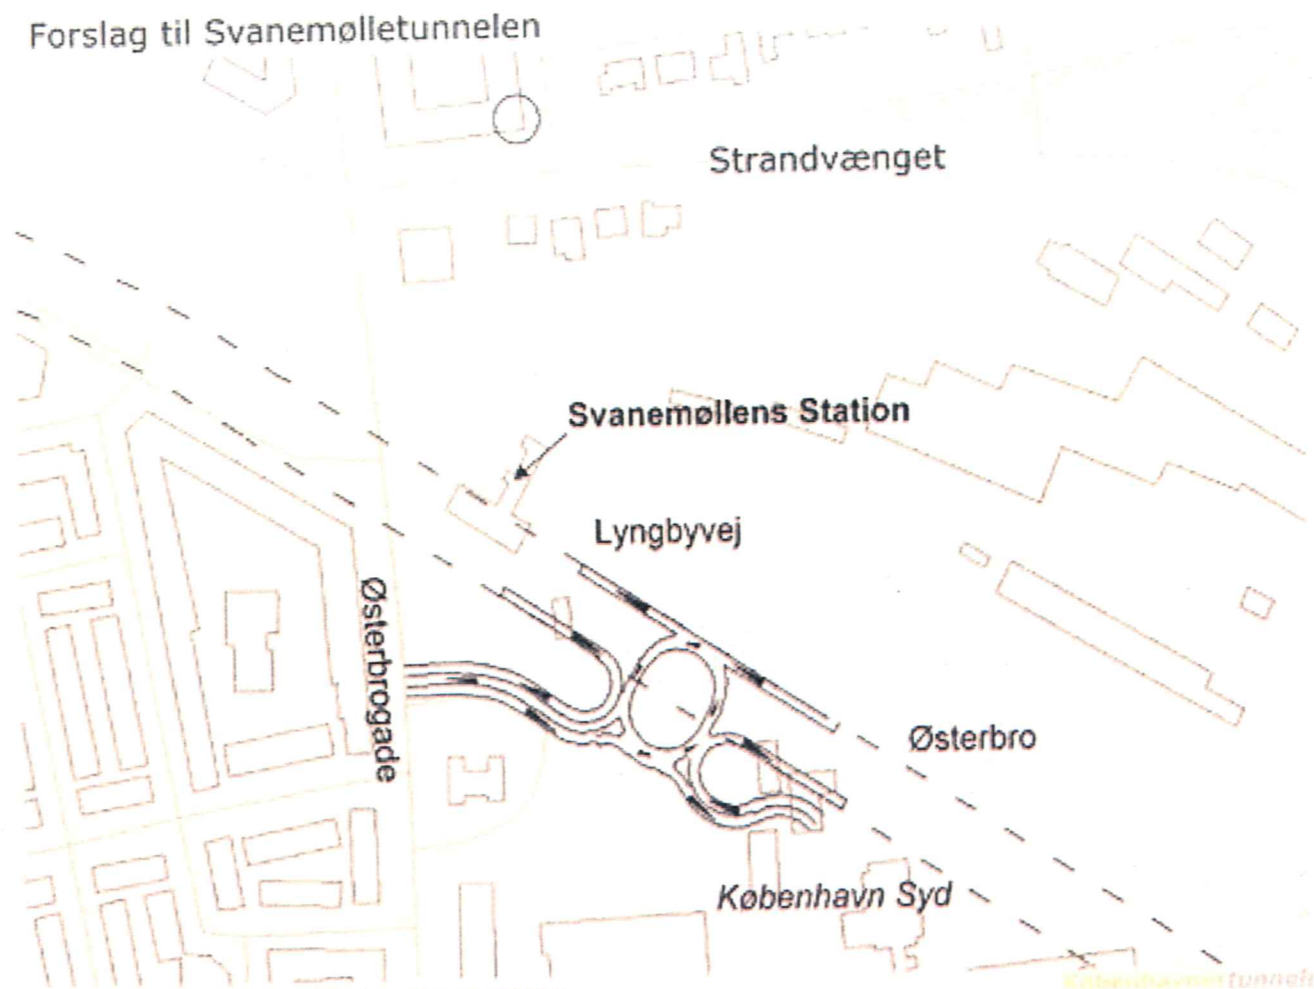 Forslag til Svanemølletunnelen
Strandvænget
Svanemøllens Station
Lyngbyvej
Østerbrogade
Østerbro
København Syd